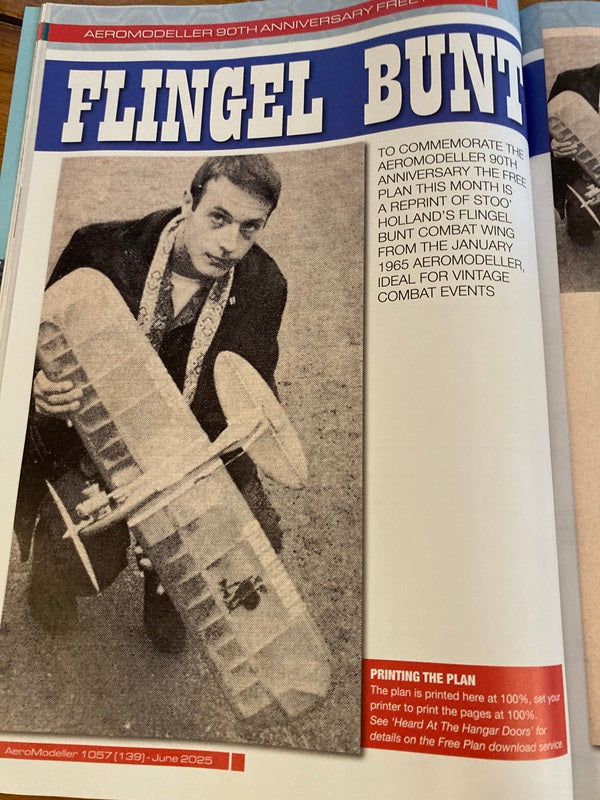 AEROMODELLER 90TH ANNIVERSARY FREE
FLINGEL BUNT
TO COMMEMORATE THE
AEROMODELLER 90TH
ANNIVERSARY THE FREE
PLAN THIS MONTH IS
A REPRINT OF STOO'
HOLLAND'S FLINGEL
BUNT COMBAT WING
FROM THE JANUARY
1965 AEROMODELLER,
IDEAL FOR VINTAGE
COMBAT EVENTS
PRINTING THE PLAN
The plan is printed here at 100%, set your
printer to print the pages at 100%.
See 'Heard At The Hangar Doors' for
details on the Free Plan download service.
AeroModeller 1057 (139) - June 2025